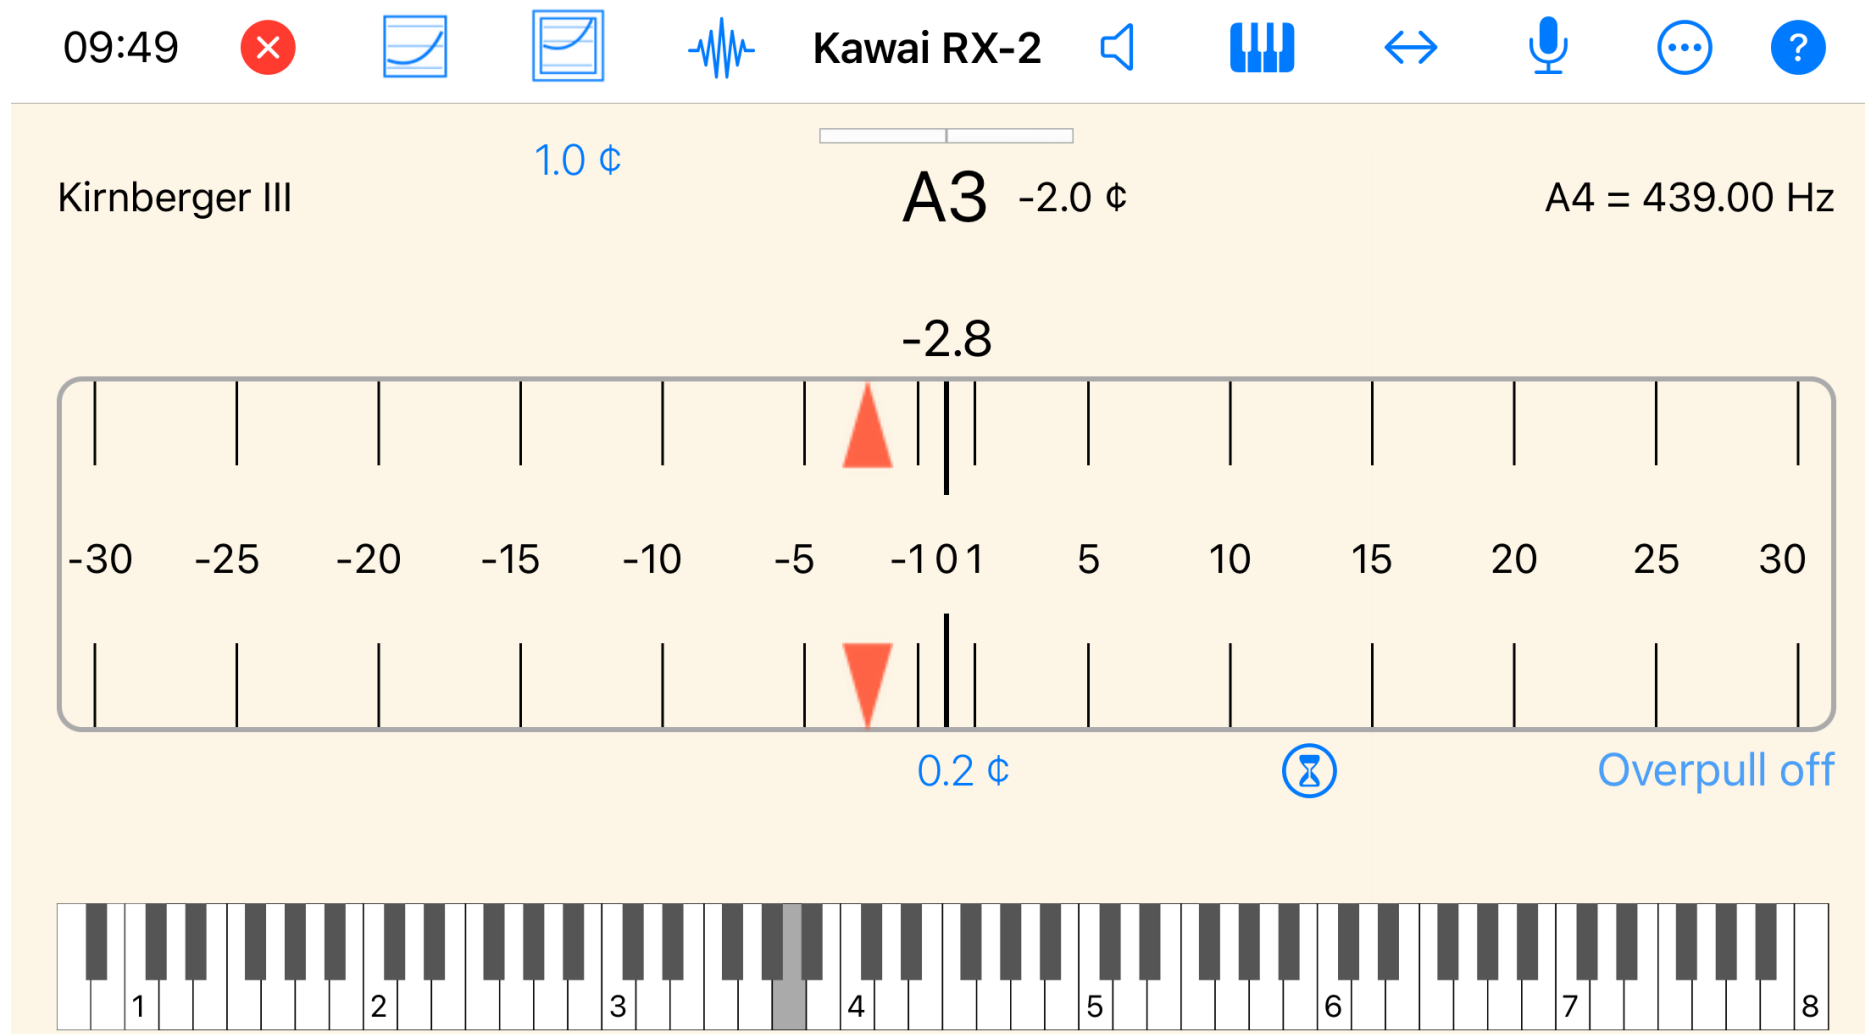 09:49 Kawai RX-2 ?
1.0 ¢
Kirnberger III A3 -2.0 ¢ A4 = 439.00 Hz
-2.8
-30 -25 -20 -15 -10 -5 -1 0 1 5 10 15 20 25 30
0.2 ¢ Overpull off
1 2 3 4 5 6 7 8